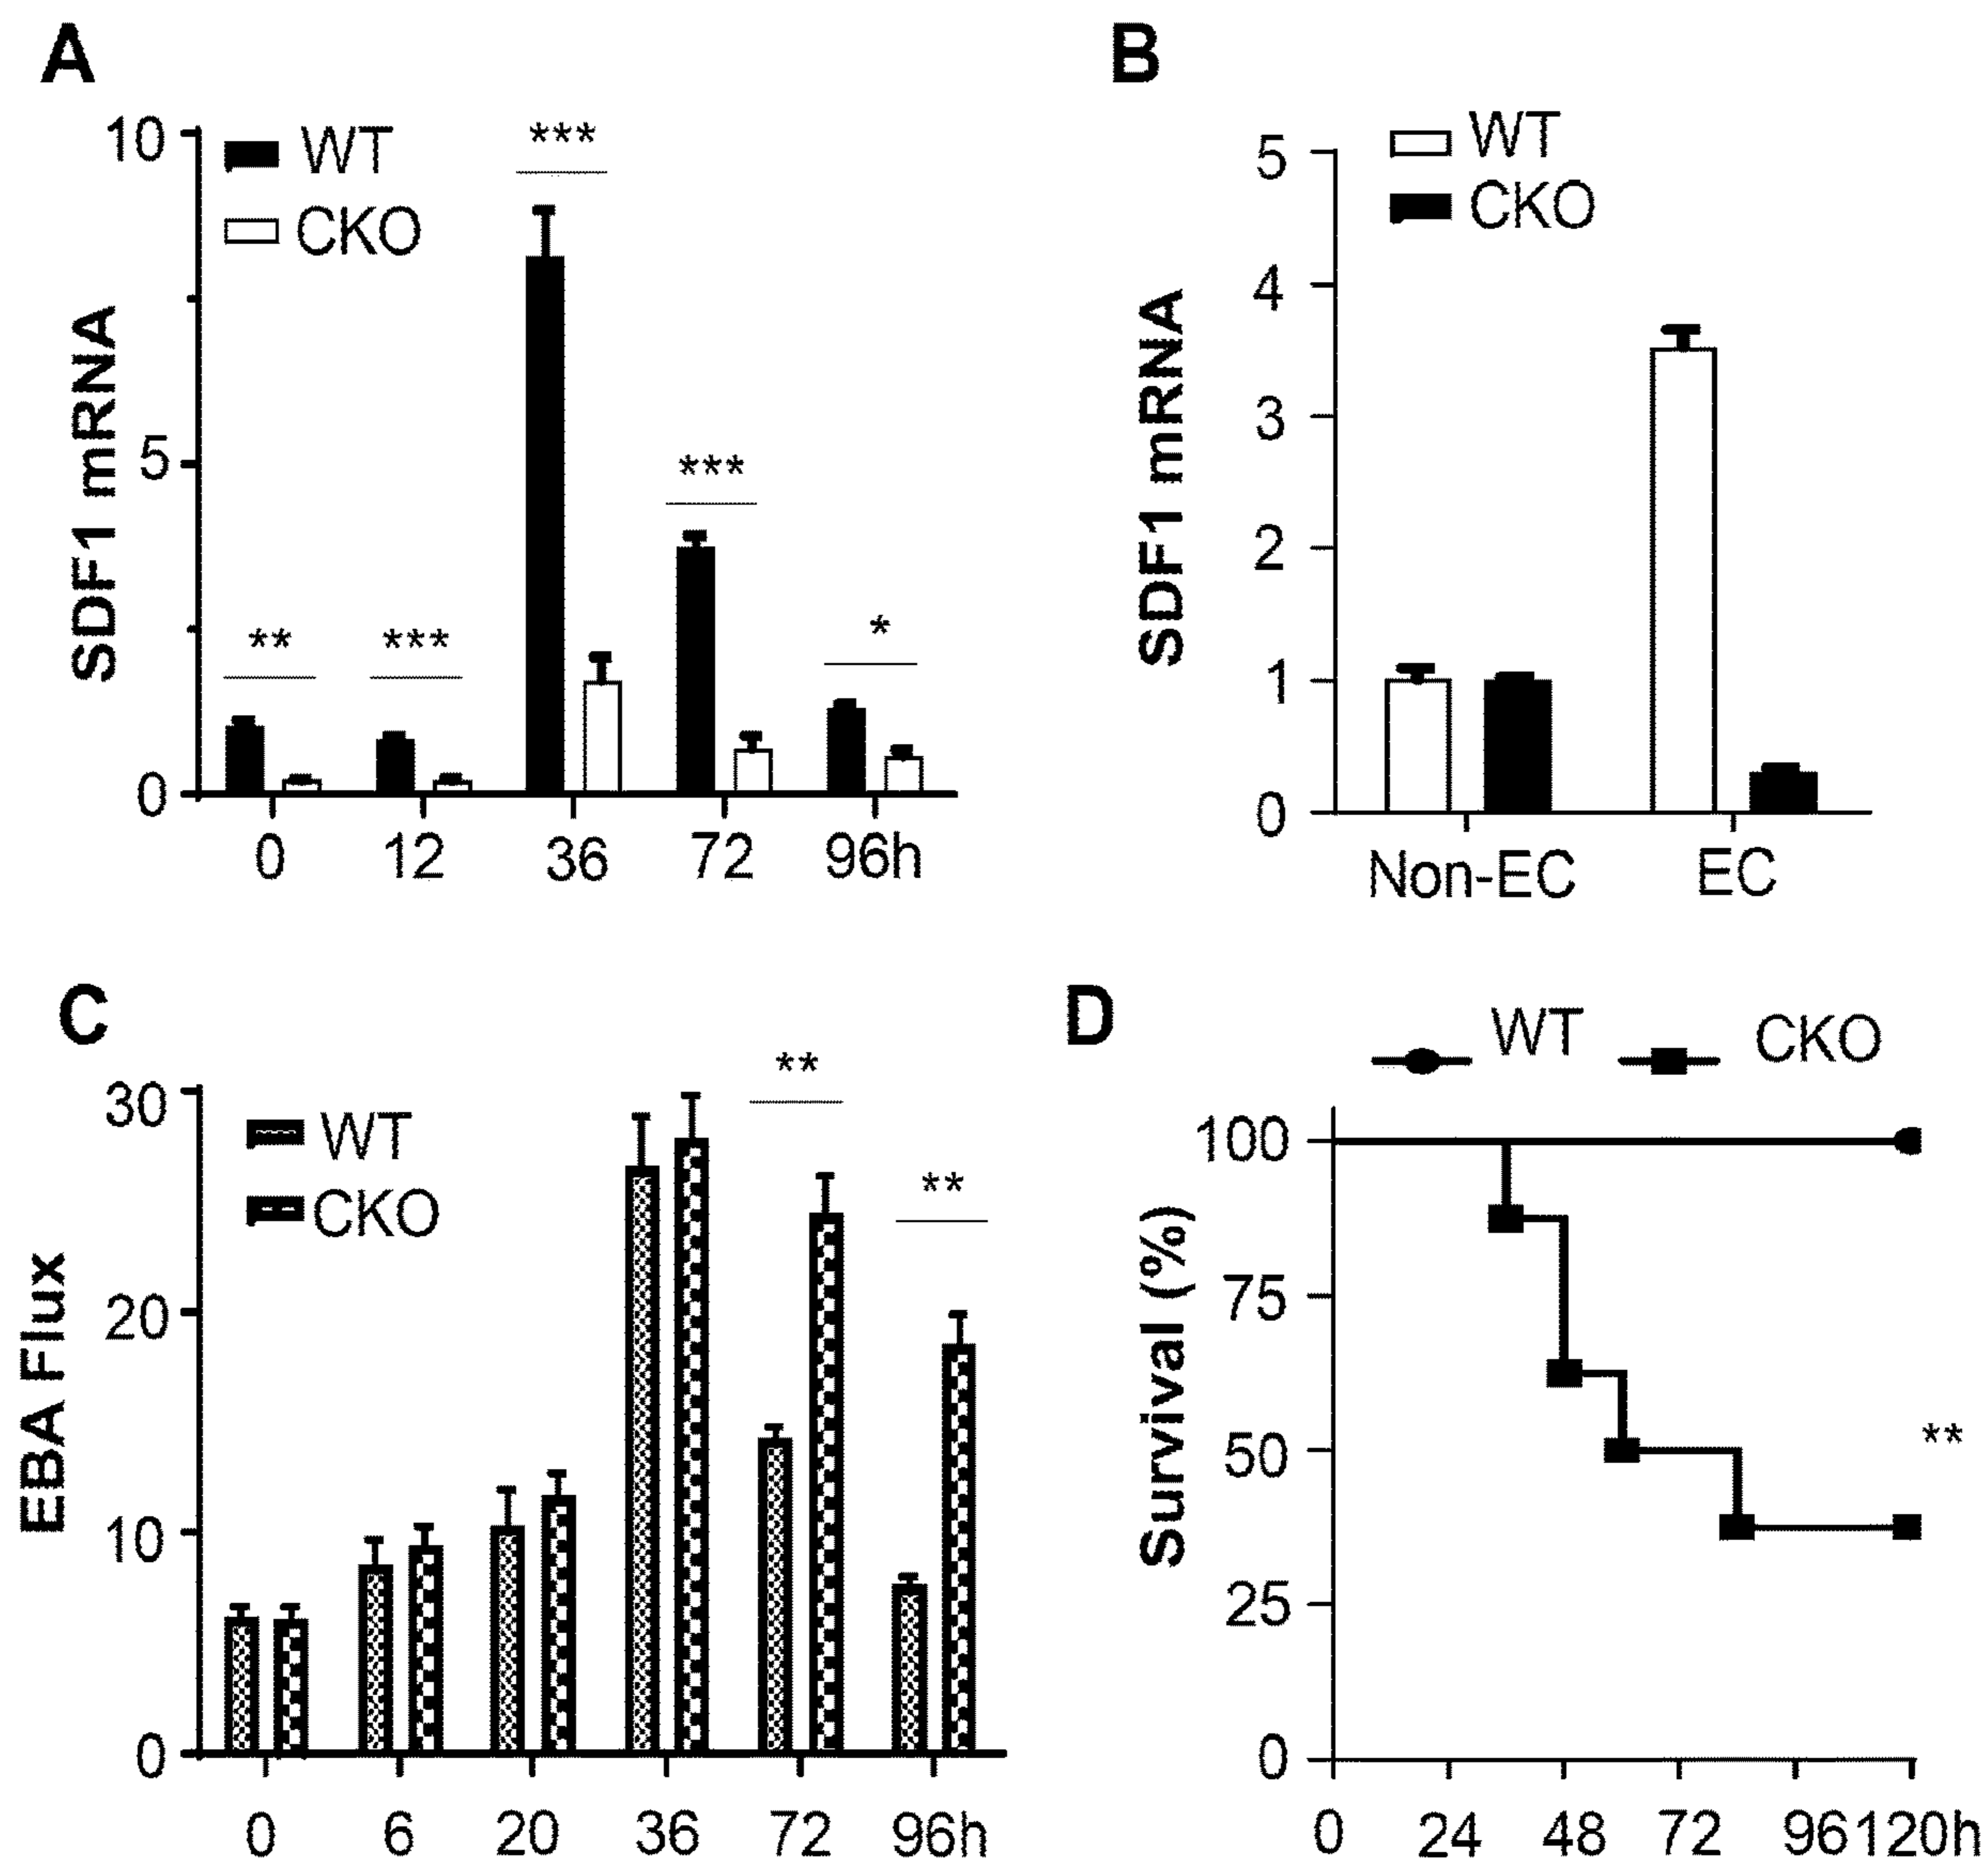 A
SDF1 mRNA
10
5
0
WT
CKO
**
***
***
***
*
0 12 36 72 96h
B
SDF1 mRNA
5
4
3
2
1
0
WT
CKO
Non-EC EC
C
EBA Flux
30
20
10
0
WT
CKO
**
**
0 6 20 36 72 96h
D
WT CKO
Survival (%)
100
75
50
25
0
**
0 24 48 72 96 120h